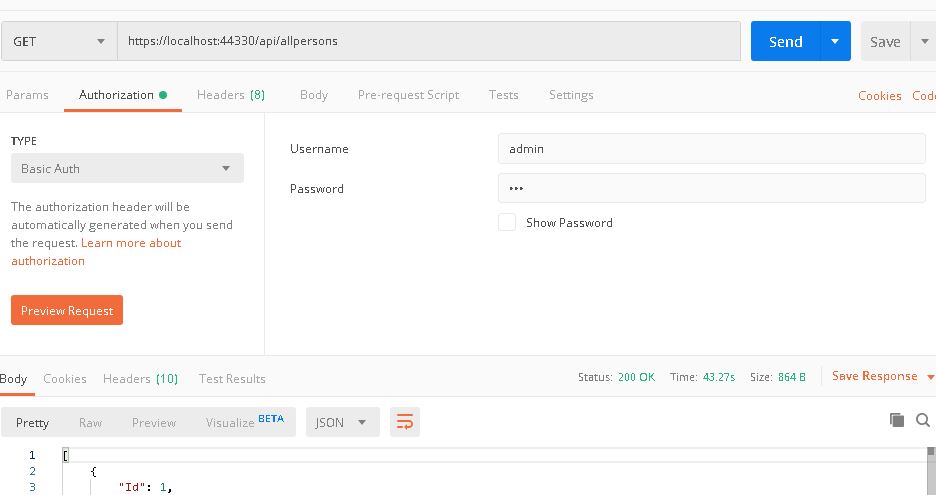 GET https://localhost:44330/api/allpersons Send Save
Params Authorization Headers (8) Body Pre-request Script Tests Settings Cookies Code
TYPE
Basic Auth
The authorization header will be
automatically generated when you send
the request. Learn more about
authorization
Preview Request
Username admin
Password •••
Show Password
Body Cookies Headers (10) Test Results Status: 200 OK Time: 43.27s Size: 864 B Save Response
Pretty Raw Preview Visualize BETA JSON
1 [
2 {
3 "Id": 1,